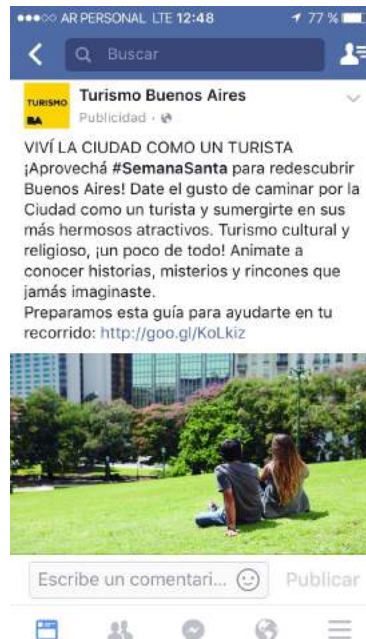 AR PERSONAL LTE 12:48 77 %
Buscar
TURISMO
BA
Turismo Buenos Aires
Publicidad ·
VIVÍ LA CIUDAD COMO UN TURISTA
¡Aprovechá #SemanaSanta para redescubrir
Buenos Aires! Date el gusto de caminar por la
Ciudad como un turista y sumergirte en sus
más hermosos atractivos. Turismo cultural y
religioso, ¡un poco de todo! Animate a
conocer historias, misterios y rincones que
jamás imaginaste.
Preparamos esta guía para ayudarte en tu
recorrido: http://goo.gl/KoLkiz
Escribe un comentari... Publicar